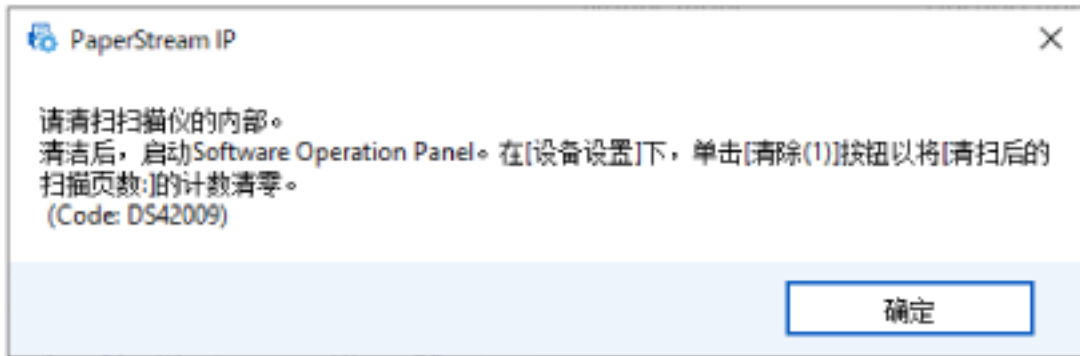 PaperStream IP
请清扫扫描仪的内部。
清洁后，启动Software Operation Panel。在[设备设置]下，单击[清除(1)]按钮以将[清扫后的
扫描页数:]的计数清零。
(Code: DS42009)
确定